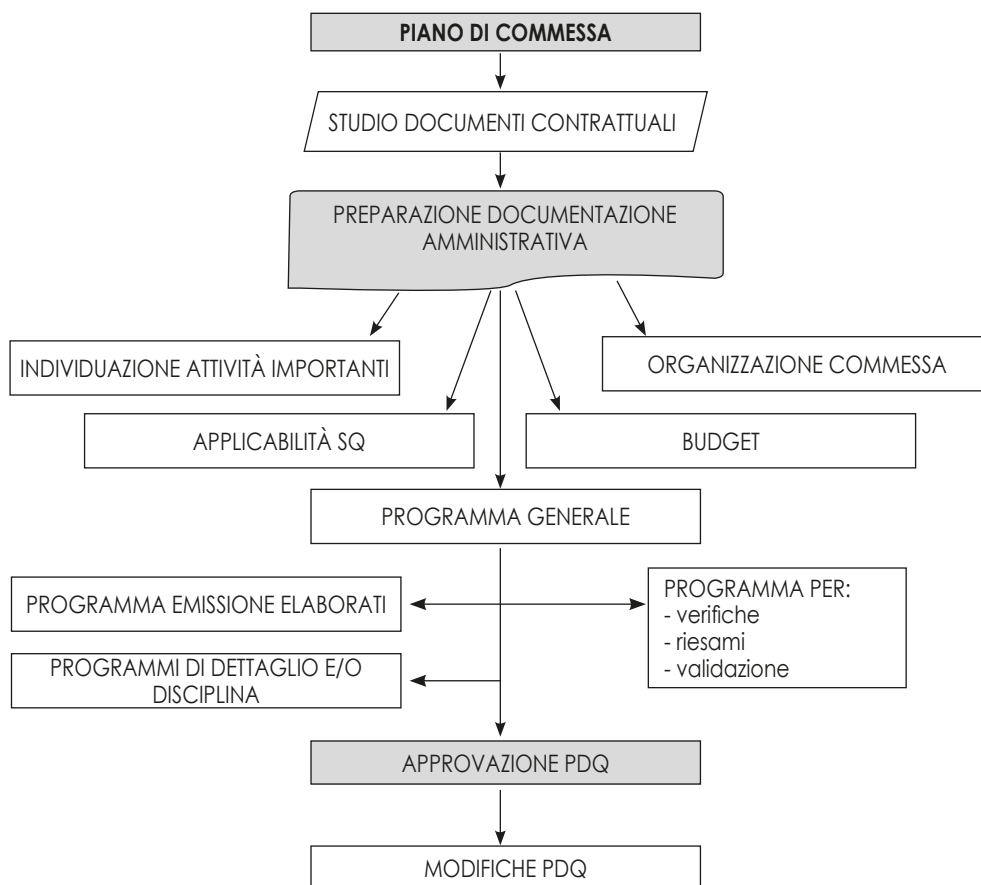 PIANO DI COMMESSA
STUDIO DOCUMENTI CONTRATTUALI
PREPARAZIONE DOCUMENTAZIONE
AMMINISTRATIVA
INDIVIDUAZIONE ATTIVITÀ IMPORTANTI
ORGANIZZAZIONE COMMESSA
APPLICABILITÀ SQ
BUDGET
PROGRAMMA GENERALE
PROGRAMMA EMISSIONE ELABORATI
PROGRAMMA PER:
- verifiche
- riesami
- validazione
PROGRAMMI DI DETTAGLIO E/O
DISCIPLINA
APPROVAZIONE PDQ
MODIFICHE PDQ